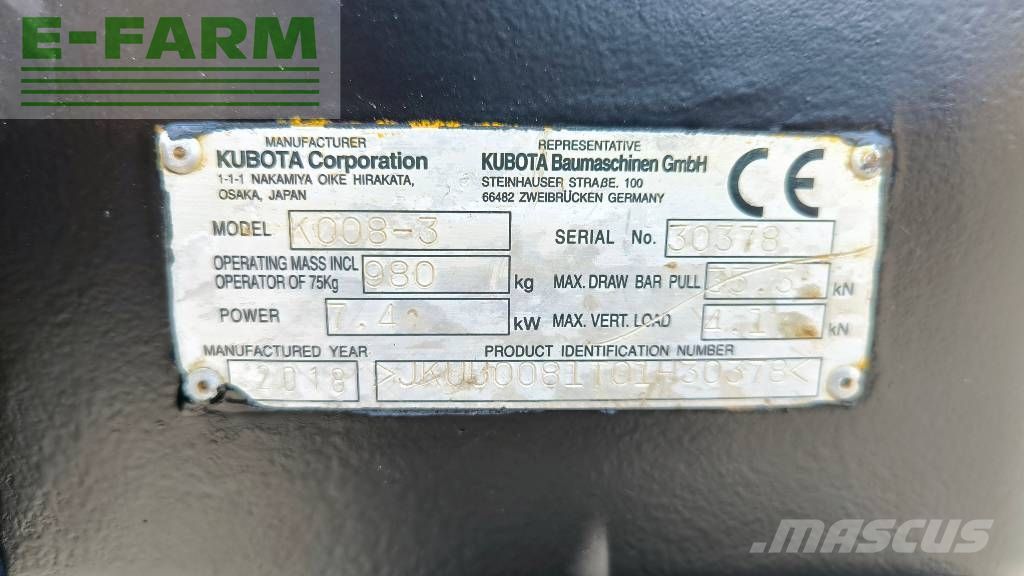 E-FARM
MANUFACTURER
KUBOTA Corporation
1-1-1 NAKAMIYA OIKE HIRAKATA,
OSAKA, JAPAN
REPRESENTATIVE
KUBOTA Baumaschinen GmbH
STEINHAUSER STRAßE. 100
66482 ZWEIBRÜCKEN GERMANY
CE
MODEL K008-3
SERIAL No. 30378
OPERATING MASS INCL
OPERATOR OF 75Kg 980 kg
MAX. DRAW BAR PULL kN
POWER 7.4 kW
MAX. VERT. LOAD kN
MANUFACTURED YEAR
2018
PRODUCT IDENTIFICATION NUMBER
MASCUS